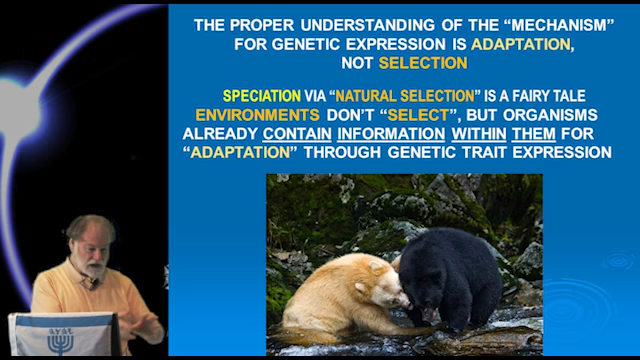 THE PROPER UNDERSTANDING OF THE “MECHANISM”
FOR GENETIC EXPRESSION IS ADAPTATION,
NOT SELECTION
SPECIATION VIA “NATURAL SELECTION” IS A FAIRY TALE
ENVIRONMENTS DON’T “SELECT”, BUT ORGANISMS
ALREADY CONTAIN INFORMATION WITHIN THEM FOR
“ADAPTATION” THROUGH GENETIC TRAIT EXPRESSION